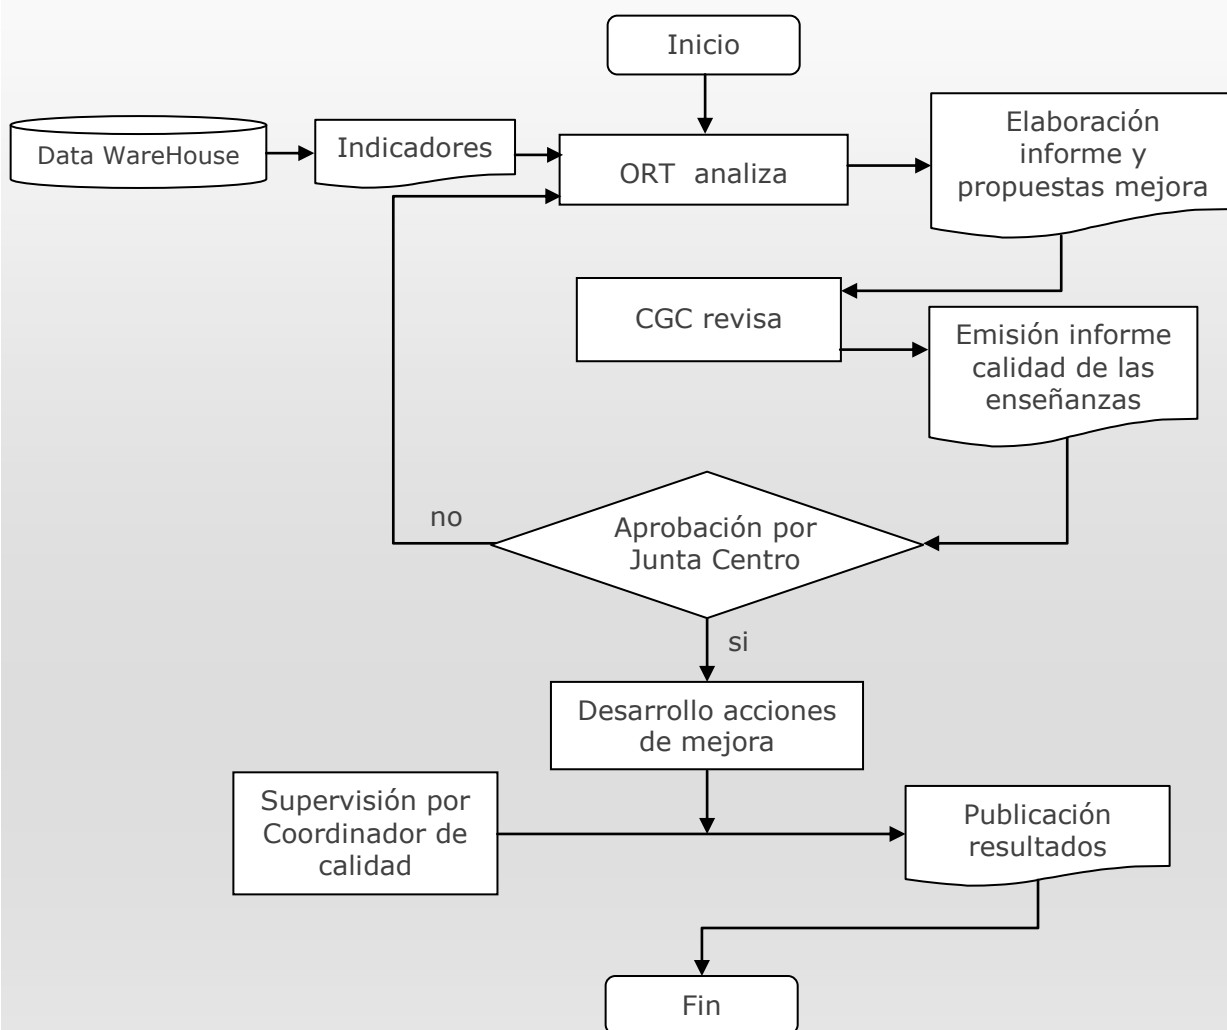 Inicio
Data WareHouse
Indicadores
ORT analiza
Elaboración
informe y
propuestas mejora
CGC revisa
Emisión informe
calidad de las
enseñanzas
no
Aprobación por
Junta Centro
si
Desarrollo acciones
de mejora
Supervisión por
Coordinador de
calidad
Publicación
resultados
Fin